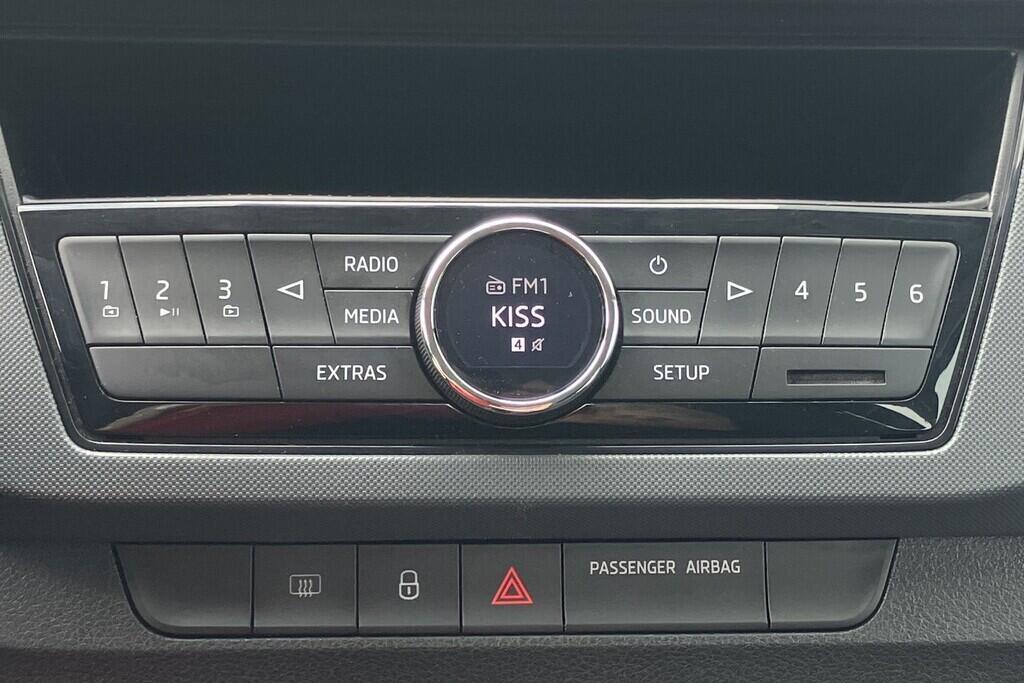 1
2
3
RADIO
MEDIA
EXTRAS
FM1
KISS
4
SOUND
SETUP
4
5
6
PASSENGER AIRBAG